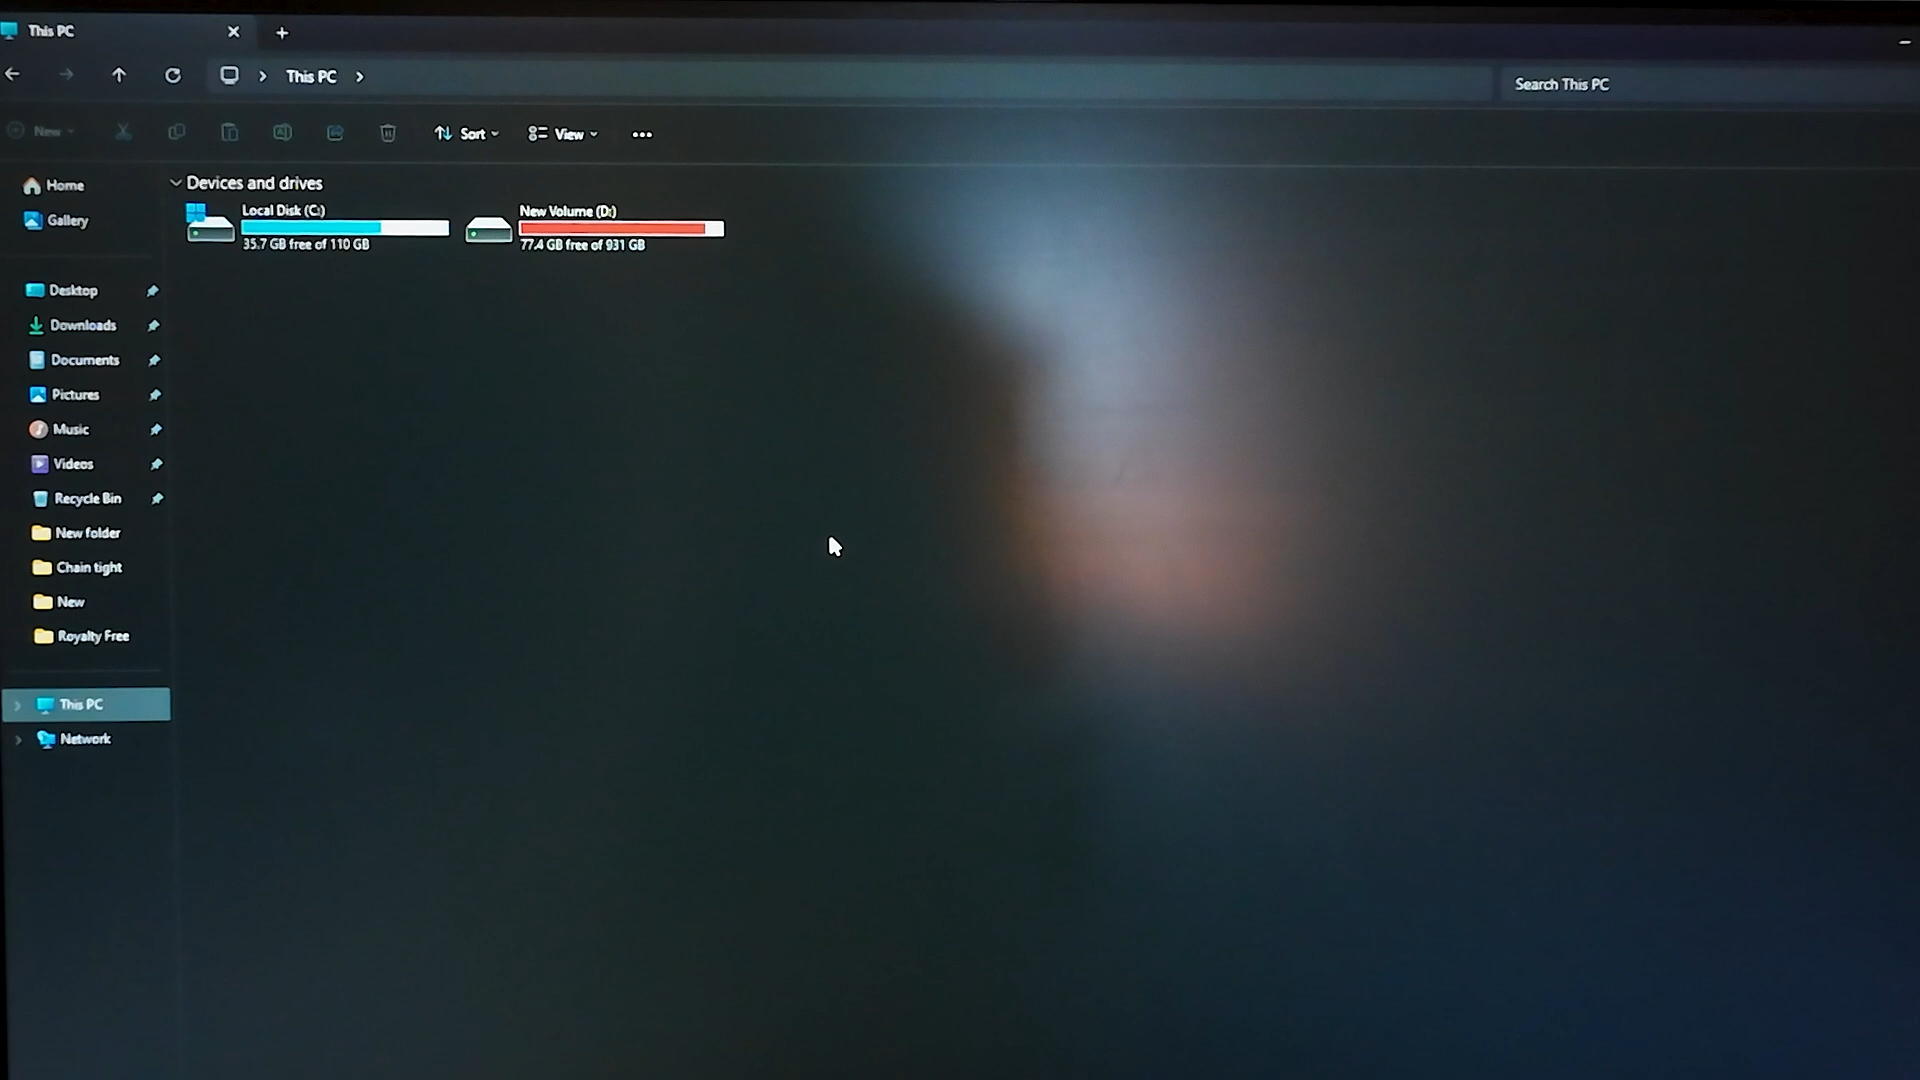 This PC
This PC
Search This PC
New
Sort
View
Home
Gallery
Desktop
Downloads
Documents
Pictures
Music
Videos
Recycle Bin
New folder
Chain tight
New
Royalty Free
This PC
Network
Devices and drives
Local Disk (C:)
35.7 GB free of 110 GB
New Volume (D:)
77.4 GB free of 931 GB